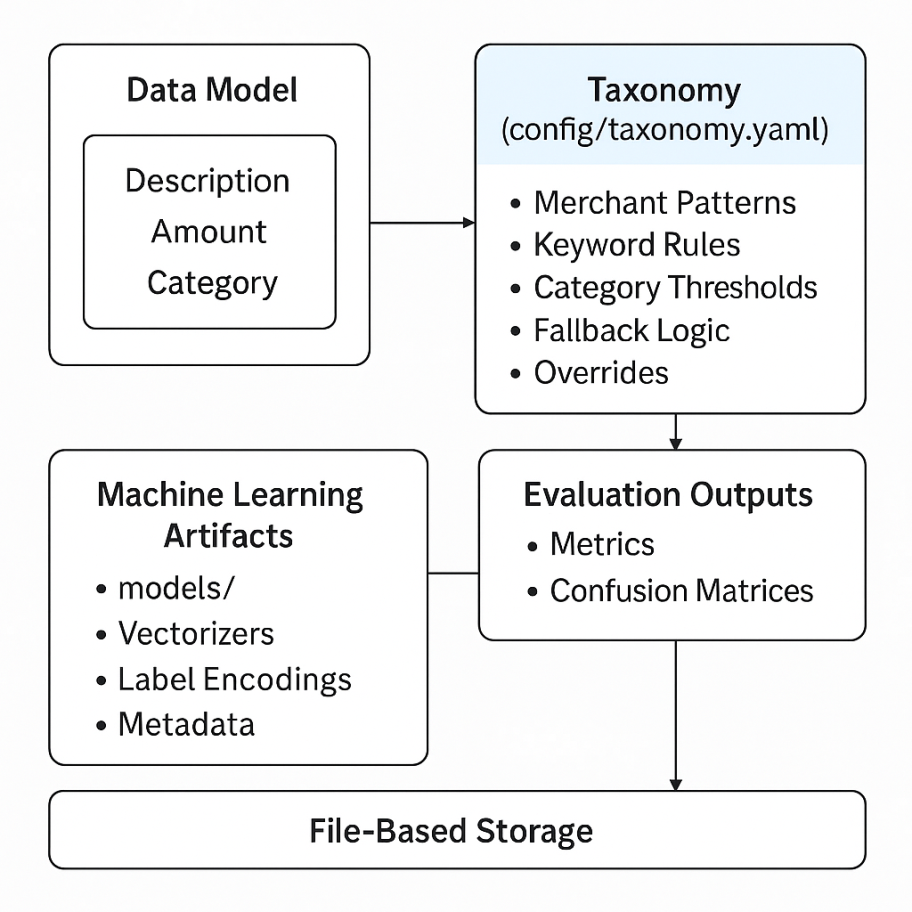 Data Model
Description
Amount
Category
Taxonomy
(config/taxonomy.yaml)
• Merchant Patterns
• Keyword Rules
• Category Thresholds
• Fallback Logic
• Overrides
Machine Learning
Artifacts
• models/
• Vectorizers
• Label Encodings
• Metadata
Evaluation Outputs
• Metrics
• Confusion Matrices
File-Based Storage